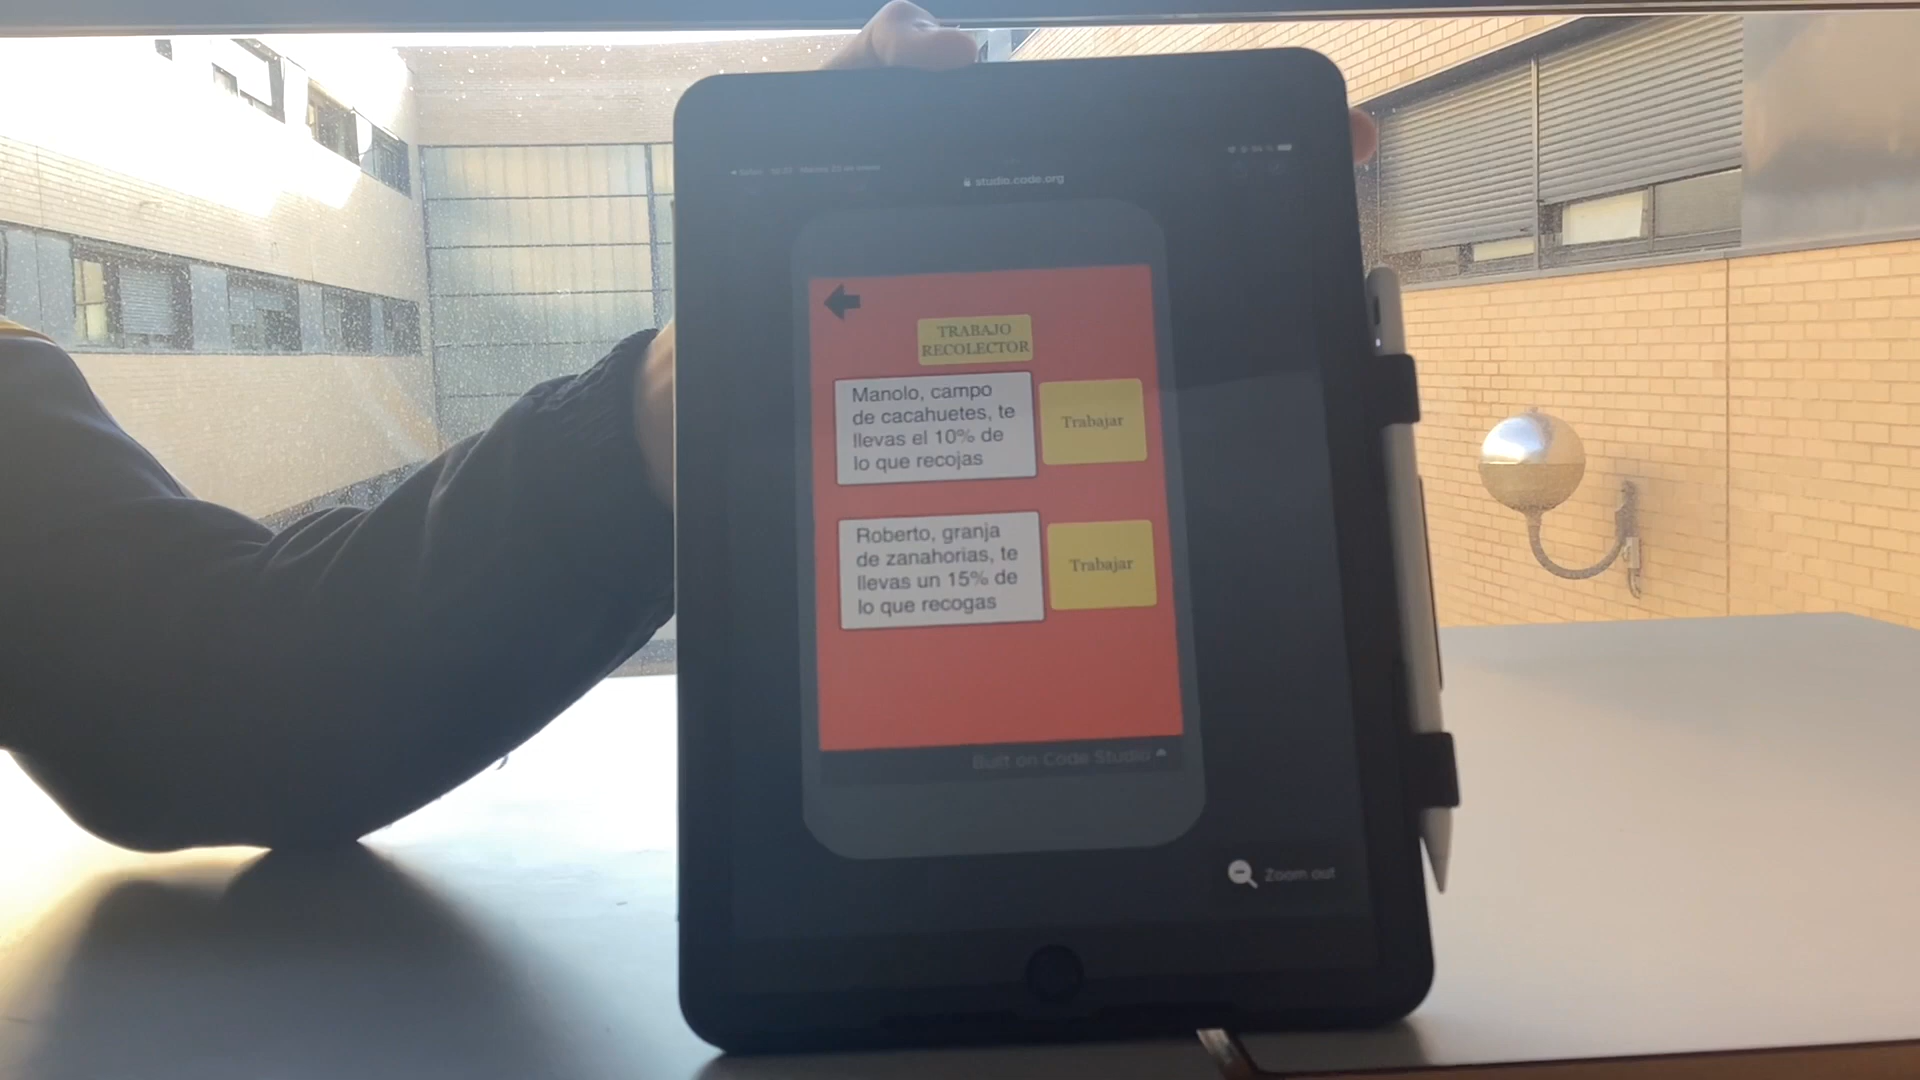 studio.code.org
TRABAJO
RECOLECTOR
Manolo, campo
de cacahuetes, te
llevas el 10% de
lo que recojas
Trabajar
Roberto, granja
de zanahorias, te
llevas un 15% de
lo que recogas
Trabajar
Built on Code Studio
Zoom out